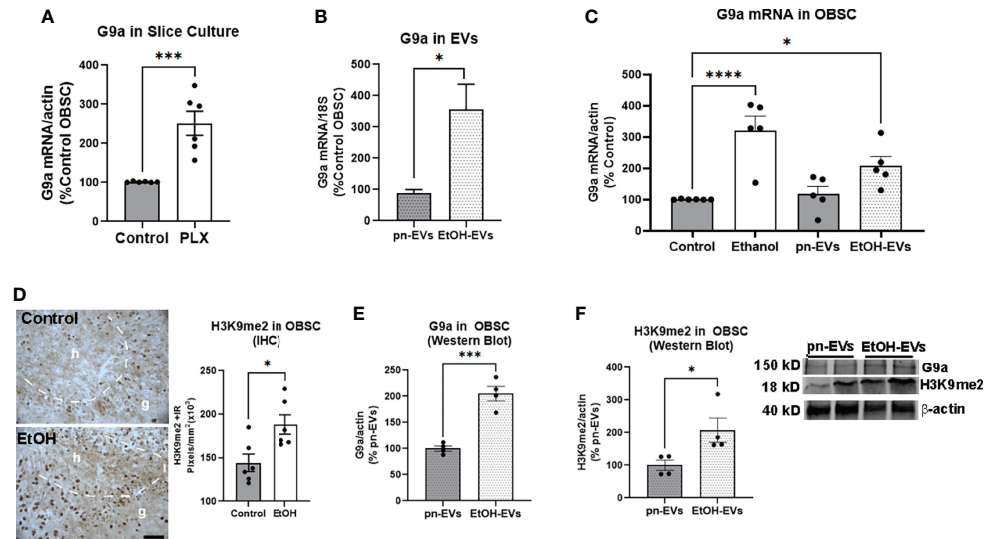 A
G9a in Slice Culture
***
G9a mRNA/actin
(%Control OBSC)
400
300
200
100
0
Control PLX
B
G9a in EVs
*
G9a mRNA/18S
(%Control OBSC)
500
400
300
200
100
0
pn-EVs EtOH-EVs
C
G9a mRNA in OBSC
*
****
G9a mRNA/actin
(% Control)
500
400
300
200
100
0
Control Ethanol pn-EVs EtOH-EVs
D
Control
h
g
EtOH
h
g
H3K9me2 in OBSC
(IHC)
*
H3K9me2 +IR
Pixels/mm²(x10³)
250
200
150
100
Control EtOH
E
G9a in OBSC
(Western Blot)
***
G9a/actin
(% pn-EVs)
250
200
150
100
50
0
pn-EVs EtOH-EVs
F
H3K9me2 in OBSC
(Western Blot)
*
H3K9me2/actin
(% pn-EVs)
400
300
200
100
0
pn-EVs EtOH-EVs
pn-EVs EtOH-EVs
150 kD G9a
18 kD H3K9me2
40 kD β-actin